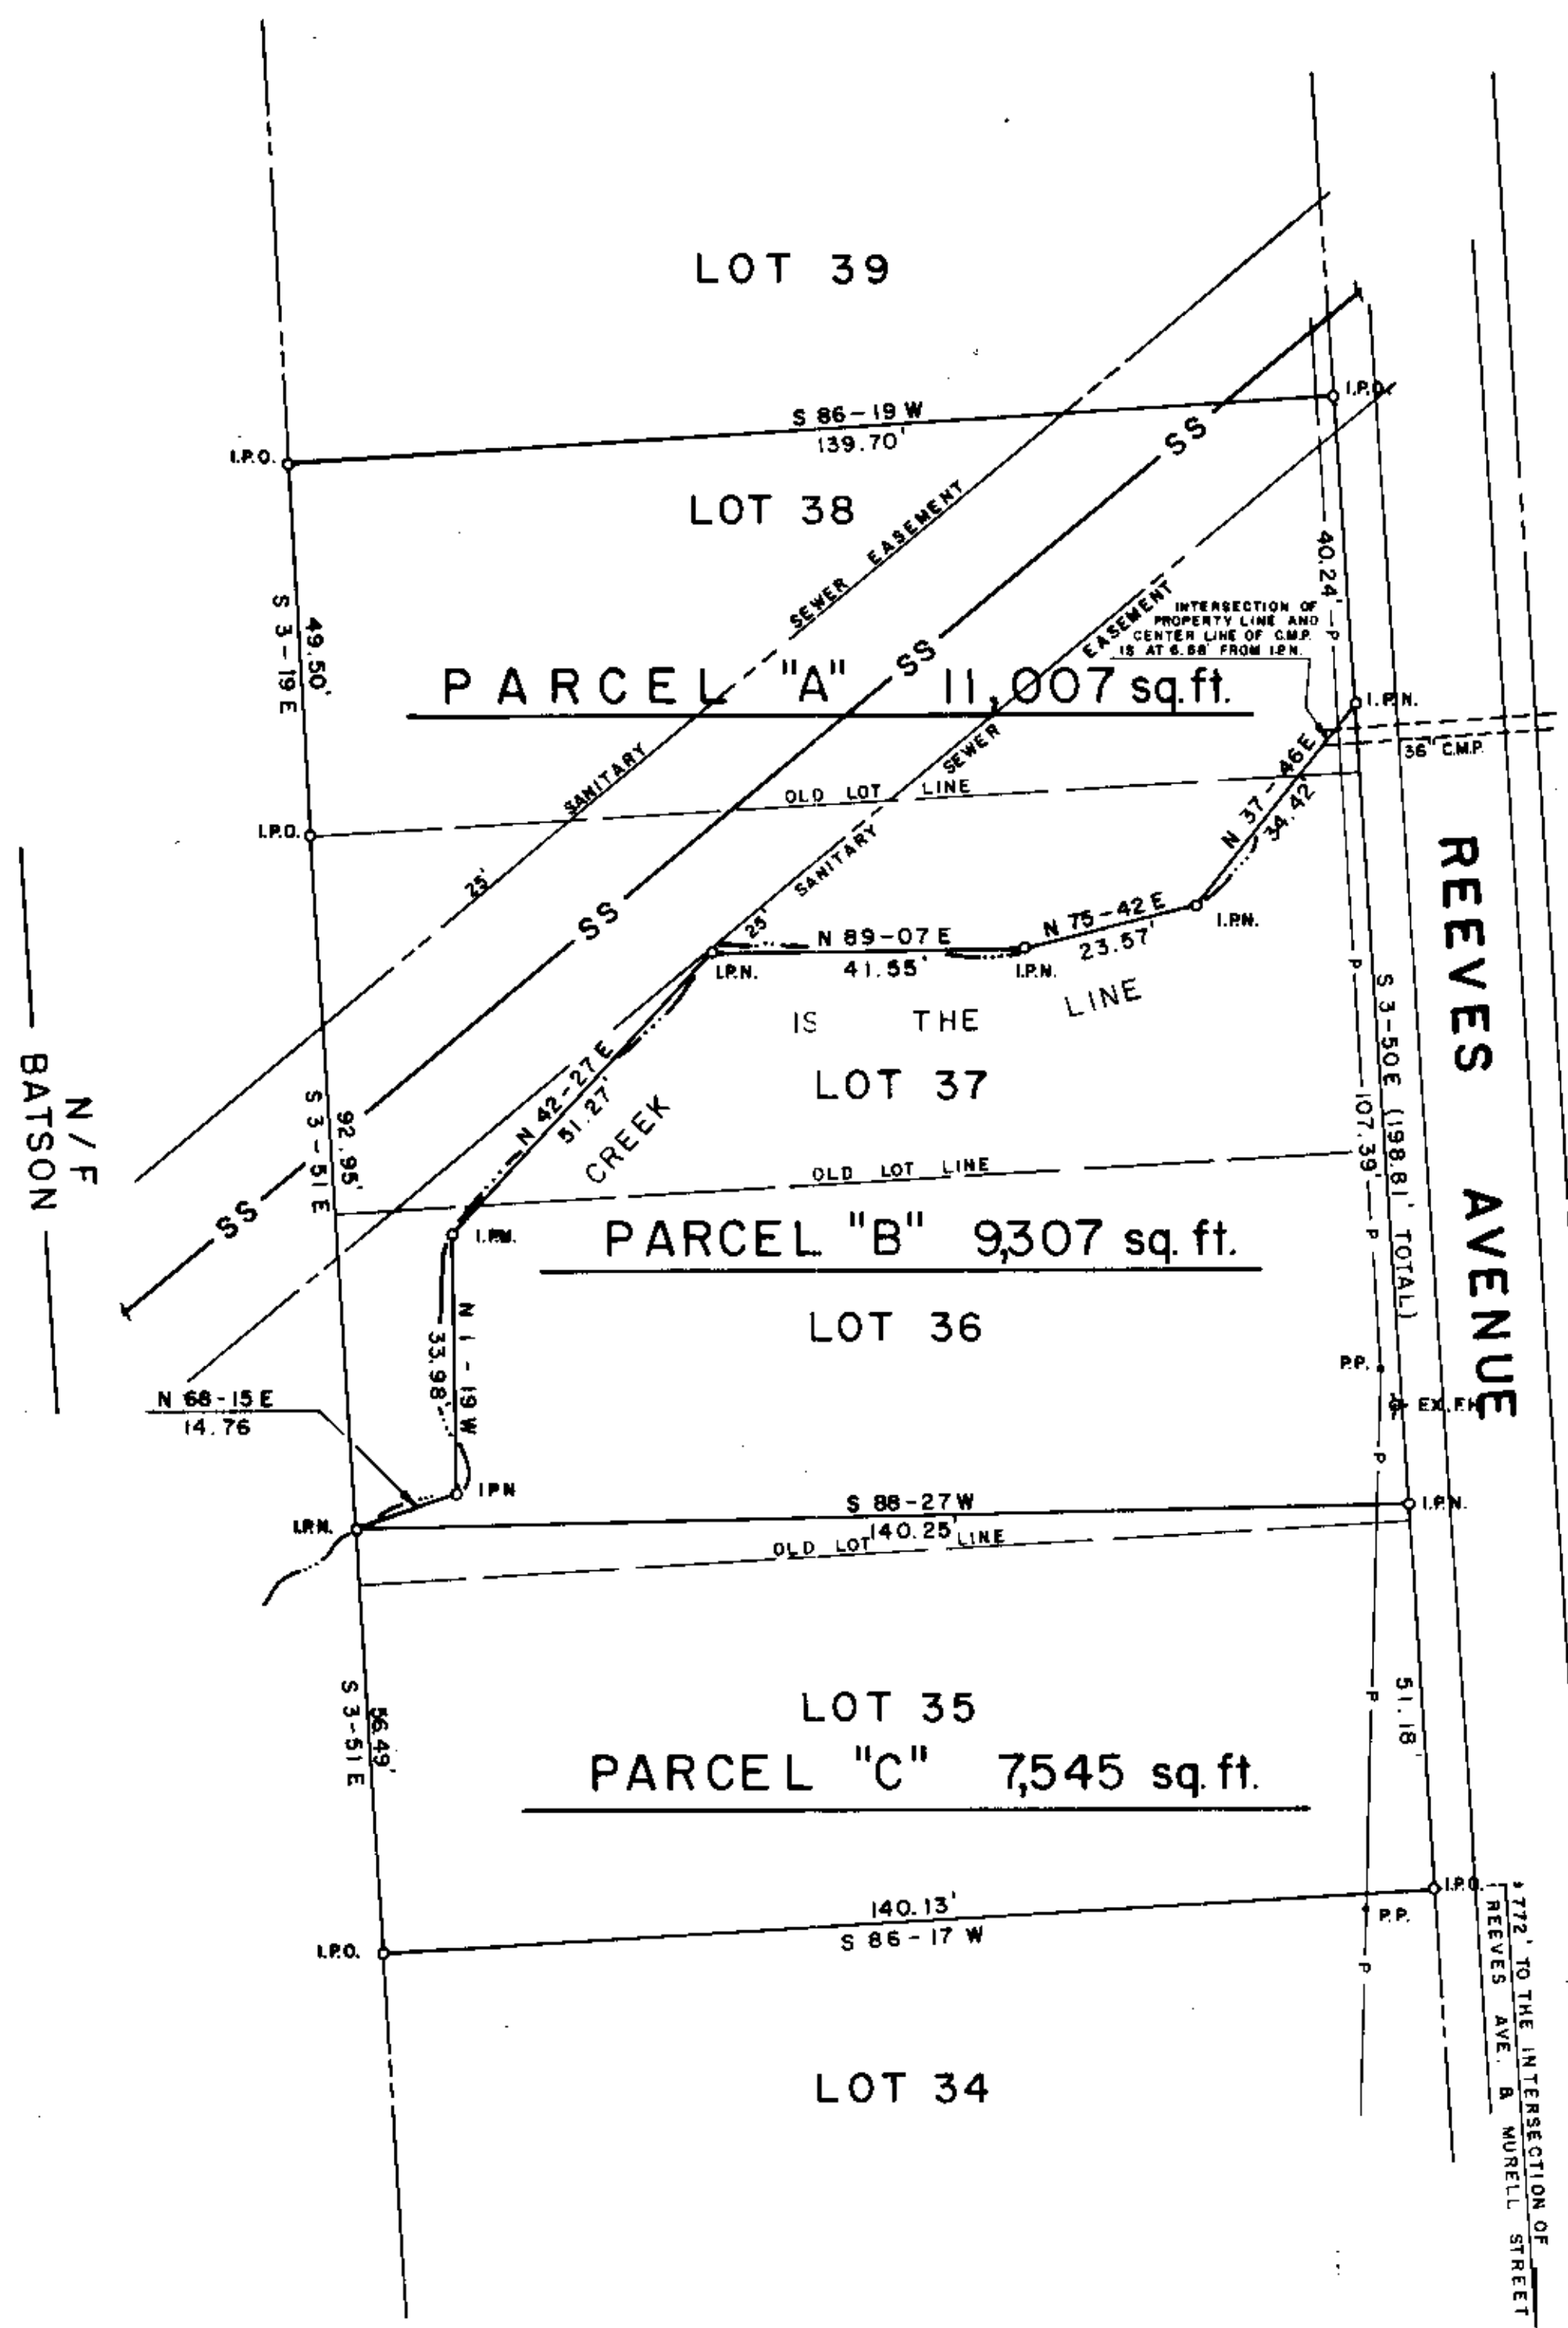 LOT 39
I.P.O.
S 86-19 W
139.70'
I.P.O.
LOT 38
SS
SEWER EASEMENT
40.24'
P
49.50'
S 3-19 E
EASEMENT
INTERSECTION OF
PROPERTY LINE AND
CENTER LINE OF C.M.P.
IS AT 6.68' FROM I.P.N.
SS
PARCEL "A" 11,007 sq.ft.
I.P.N.
36" C.M.P.
SEWER
SANITARY
N 37-46 E
34.42'
OLD LOT LINE
I.P.O.
SANITARY
25'
SS
25'
N 89-07 E
41.55'
I.P.N.
I.P.N.
N 75-42 E
23.57'
I.P.N.
REEVES AVENUE
CREEK IS THE LINE
P
S 3-50 E (198.81' TOTAL)
107.39'
P
N 42-27 E
51.27'
LOT 37
92.95'
S 3-51 E
N/F
BATSON
OLD LOT LINE
SS
I.P.N.
PARCEL "B" 9,307 sq. ft.
P
LOT 36
N 1-19 W
33.98'
P.P.
EX. F.H.
N 68-15 E
14.76
P
I.P.N
S 88-27 W
140.25'
I.P.N.
I.P.N.
OLD LOT LINE
LOT 35
56.49'
S 3-51 E
P
51.18'
PARCEL "C" 7,545 sq. ft.
I.P.O.
140.13'
S 86-17 W
P.P.
I.P.O.
P
772' TO THE INTERSECTION OF
REEVES AVE. & MURELL STREET
LOT 34